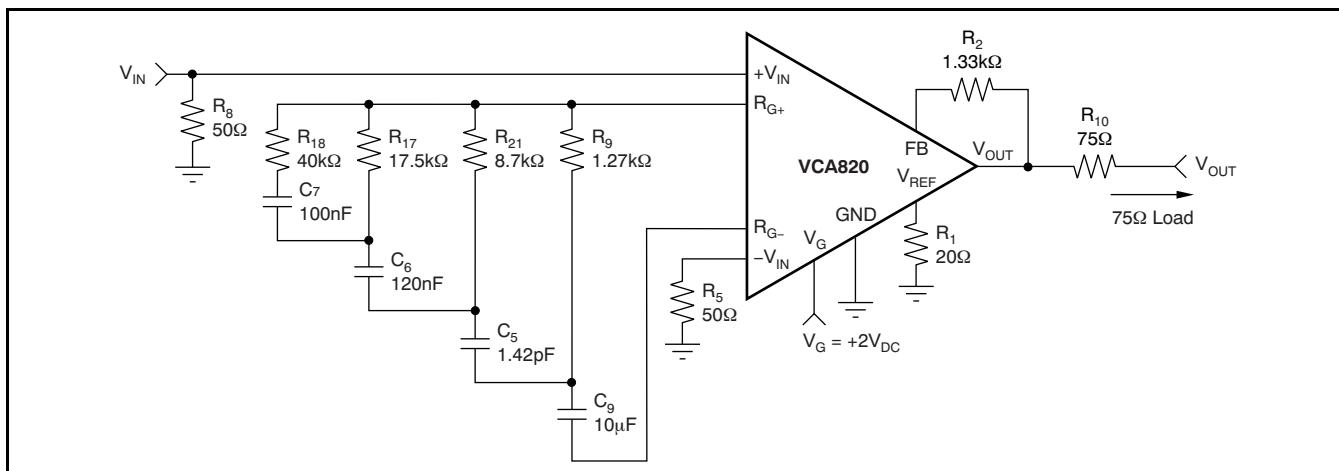 V_IN
R_8
50Ω
R_18
40kΩ
C_7
100nF
R_17
17.5kΩ
C_6
120nF
R_21
8.7kΩ
C_5
1.42pF
R_9
1.27kΩ
C_9
10μF
R_5
50Ω
+V_IN
R_G+
R_G−
−V_IN
VCA820
FB
V_OUT
V_REF
GND
V_G
V_G = +2V_DC
R_2
1.33kΩ
R_1
20Ω
R_10
75Ω
V_OUT
75Ω Load